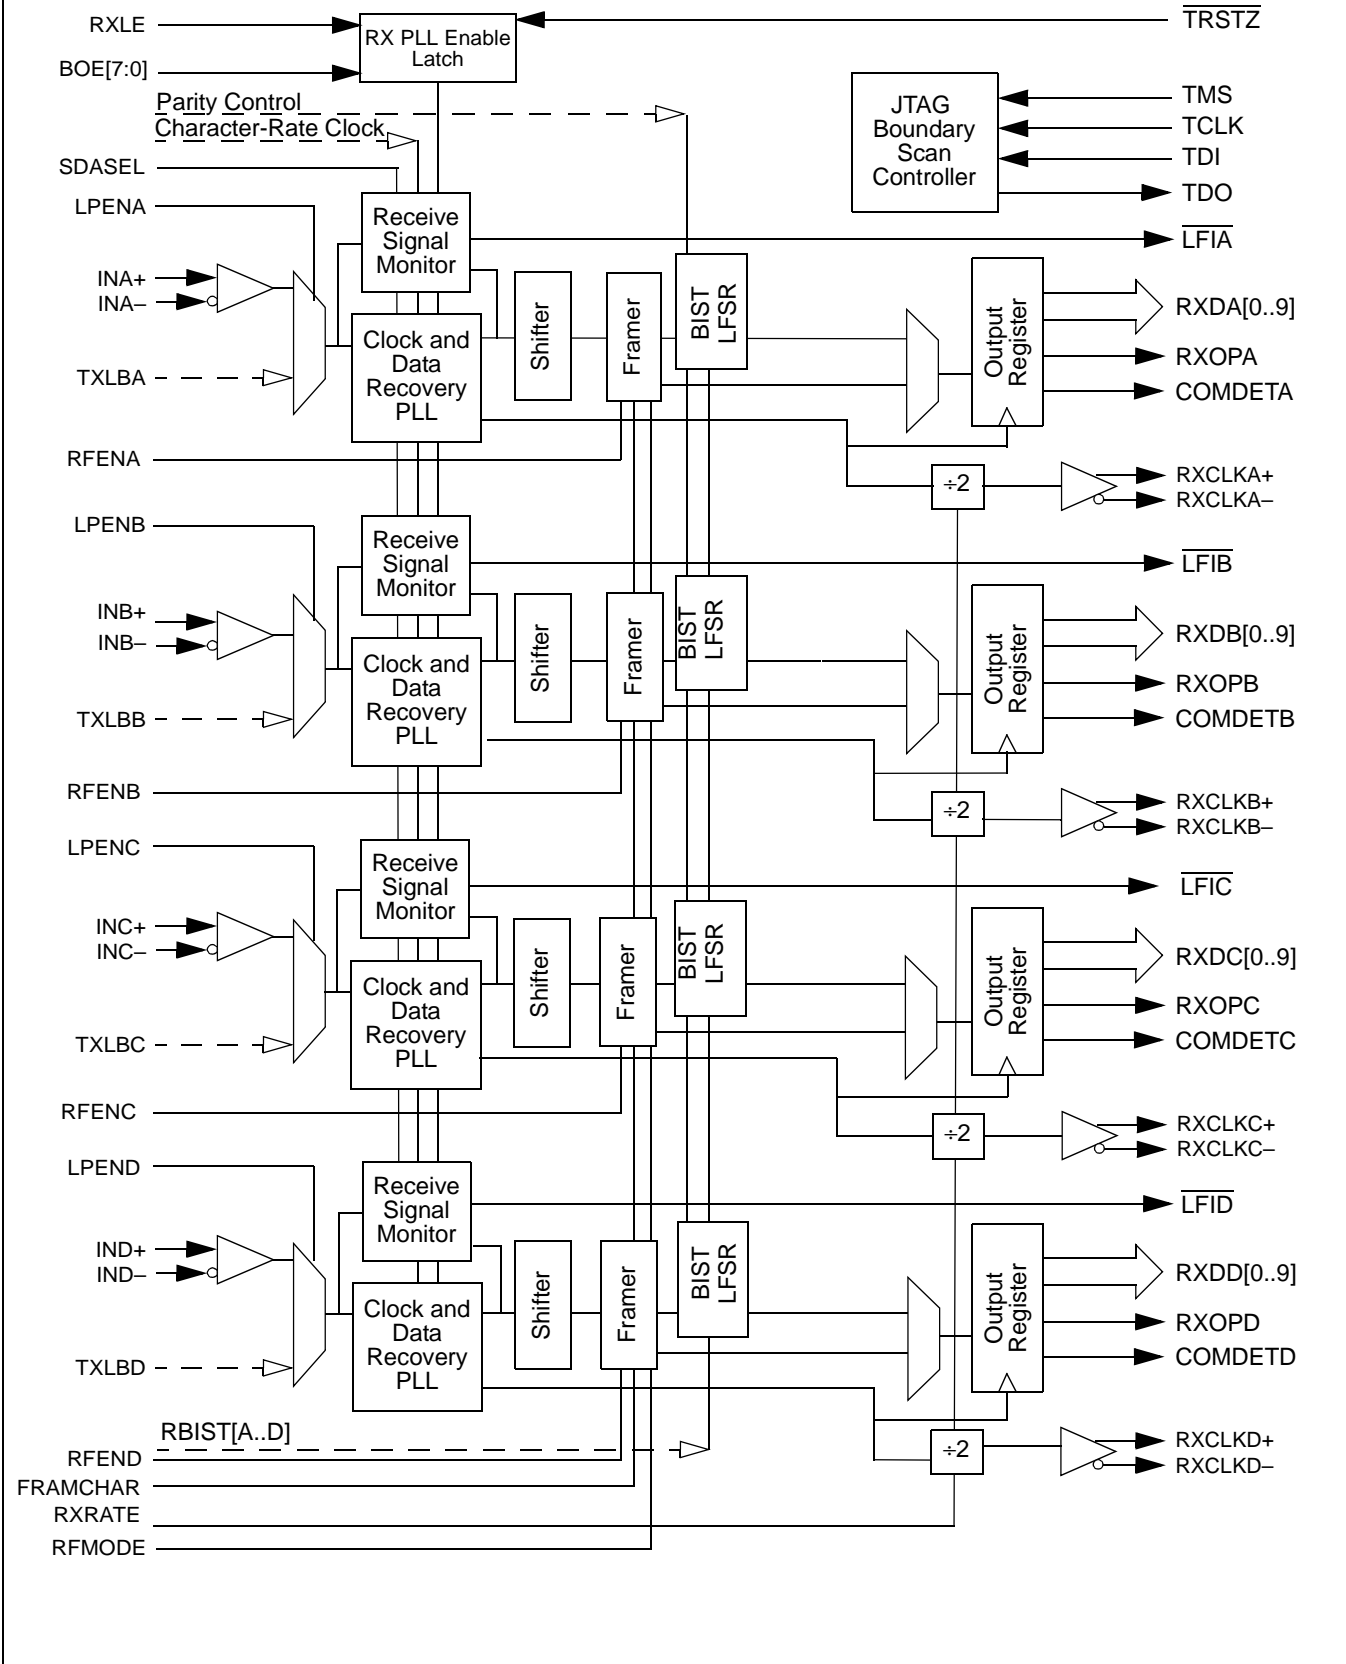 RXLE
RX PLL Enable
Latch
TRSTZ
BOE[7:0]
Parity Control
Character-Rate Clock
JTAG
Boundary
Scan
Controller
TMS
TCLK
TDI
TDO
SDASEL
LPENA
Receive
Signal
Monitor
LFIA
INA+
INA–
TXLBA
Clock and
Data
Recovery
PLL
Shifter
Framer
BIST
LFSR
Output
Register
RXDA[0..9]
RXOPA
COMDETA
RFENA
÷2
RXCLKA+
RXCLKA–
LPENB
Receive
Signal
Monitor
LFIB
INB+
INB–
TXLBB
Clock and
Data
Recovery
PLL
Shifter
Framer
BIST
LFSR
Output
Register
RXDB[0..9]
RXOPB
COMDETB
RFENB
÷2
RXCLKB+
RXCLKB–
LPENC
Receive
Signal
Monitor
LFIC
INC+
INC–
TXLBC
Clock and
Data
Recovery
PLL
Shifter
Framer
BIST
LFSR
Output
Register
RXDC[0..9]
RXOPC
COMDETC
RFENC
÷2
RXCLKC+
RXCLKC–
LPEND
Receive
Signal
Monitor
LFID
IND+
IND–
TXLBD
Clock and
Data
Recovery
PLL
Shifter
Framer
BIST
LFSR
Output
Register
RXDD[0..9]
RXOPD
COMDETD
RBIST[A..D]
RFEND
÷2
RXCLKD+
RXCLKD–
FRAMCHAR
RXRATE
RFMODE